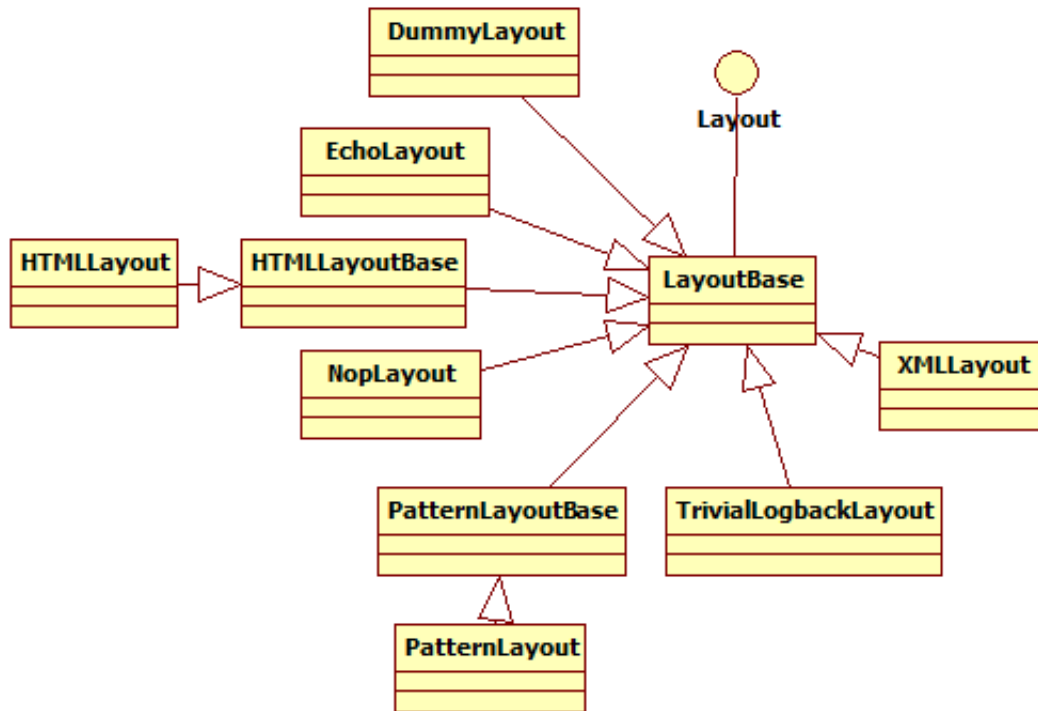 DummyLayout
Layout
EchoLayout
HTMLLayout
HTMLLayoutBase
LayoutBase
NopLayout
XMLLayout
PatternLayoutBase
TrivialLogbackLayout
PatternLayout